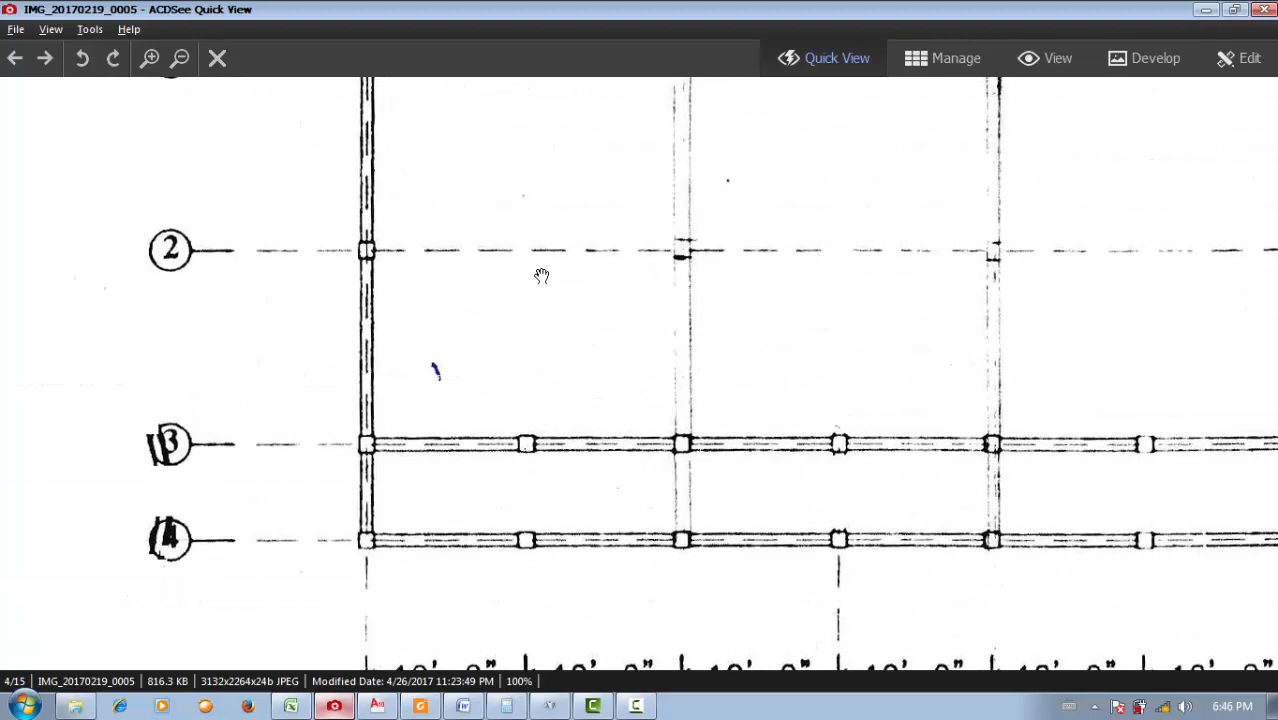 IMG_20170219_0005 - ACDSee Quick View
File View Tools Help
Quick View Manage View Develop Edit
2
3
4
4/15 IMG_20170219_0005 816.3 KB 3132x2264x24b JPEG Modified Date: 4/26/2017 11:23:49 PM 100%
6:46 PM